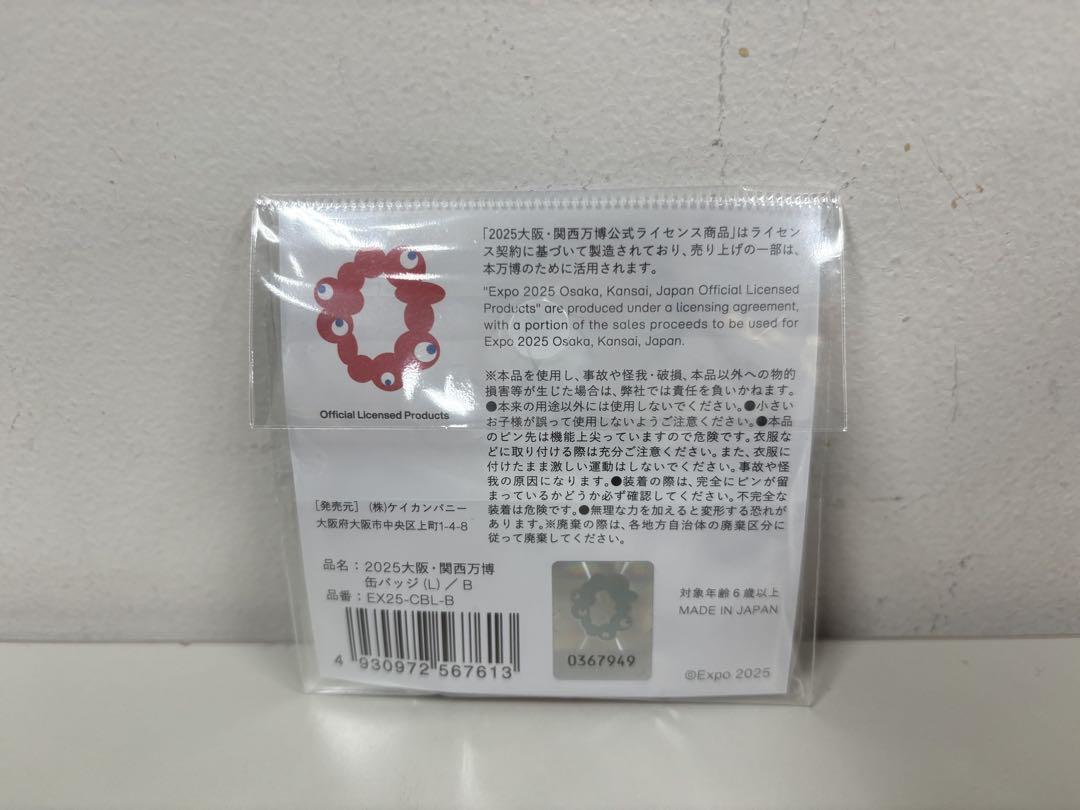 「2025大阪・関西万博公式ライセンス商品」はライセン
ス契約に基づいて製造されており、売り上げの一部は、
本万博のために活用されます。
"Expo 2025 Osaka, Kansai, Japan Official Licensed
Products" are produced under a licensing agreement,
with a portion of the sales proceeds to be used for
Expo 2025 Osaka, Kansai, Japan.
Official Licensed Products
※本品を使用し、事故や怪我・破損、本品以外への物的
損害等が生じた場合は、弊社では責任を負いかねます。
●本来の用途以外には使用しないでください。●小さい
お子様が誤って使用しないようご注意ください。●本品
のピン先は機能上尖っていますので危険です。衣服な
どに取り付ける際は充分ご注意ください。また、衣服に
付けたまま激しい運動はしないでください。事故や怪
我の原因になります。●装着の際は、完全にピンが留
まっているかどうか必ず確認してください。不完全な
装着は危険です。●無理な力を加えると変形する恐れが
あります。※廃棄の際は、各地方自治体の廃棄区分に
従って廃棄してください。
［発売元］ (株)ケイカンパニー
大阪府大阪市中央区上町1-4-8
品名：2025大阪・関西万博
缶バッジ(L)／B
品番：EX25-CBL-B
4 930972 567613
0367949
対象年齢6歳以上
MADE IN JAPAN
©Expo 2025